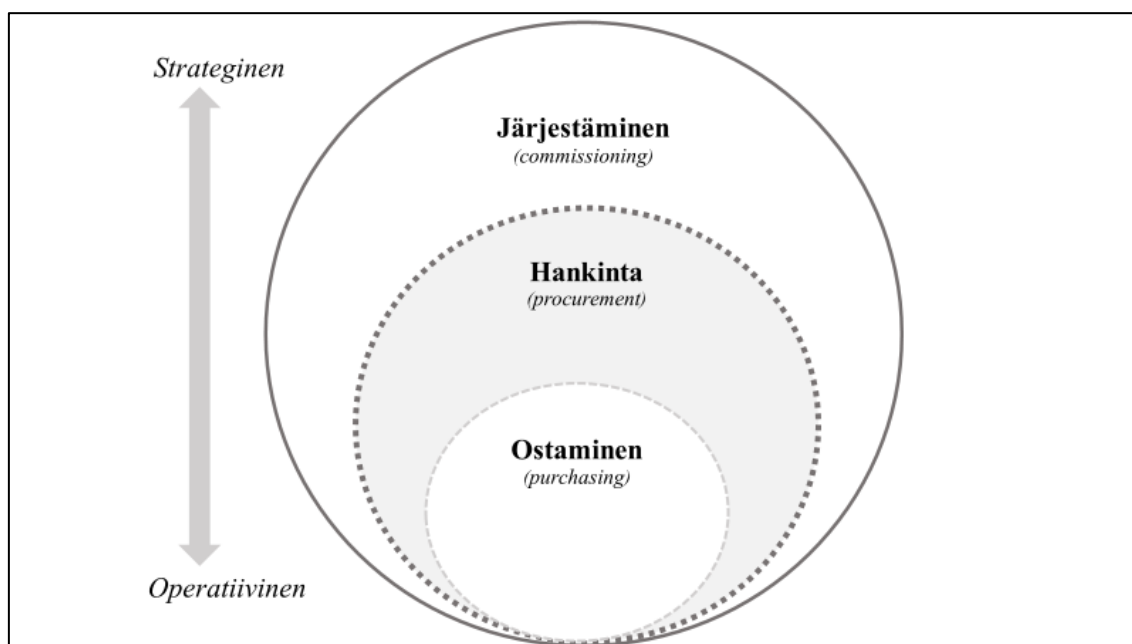 Strateginen
Järjestäminen
(commissioning)
Hankinta
(procurement)
Ostaminen
(purchasing)
Operatiivinen